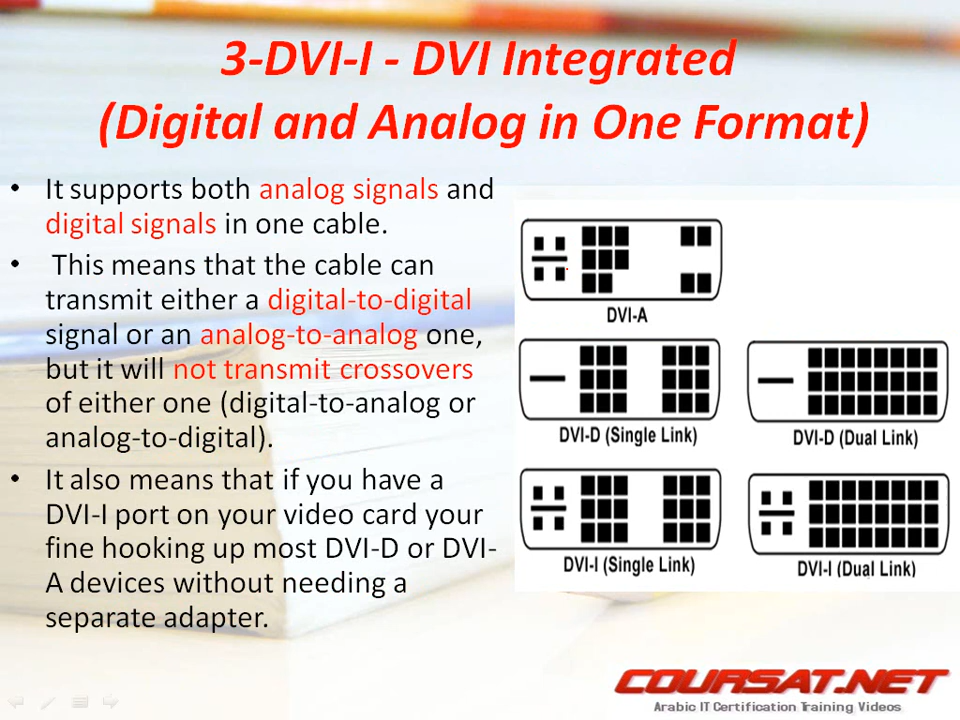 3-DVI-I - DVI Integrated
(Digital and Analog in One Format)
• It supports both analog signals and
digital signals in one cable.
• This means that the cable can
transmit either a digital-to-digital
signal or an analog-to-analog one,
but it will not transmit crossovers
of either one (digital-to-analog or
analog-to-digital).
• It also means that if you have a
DVI-I port on your video card your
fine hooking up most DVI-D or DVI-
A devices without needing a
separate adapter.
DVI-A
DVI-D (Single Link)
DVI-D (Dual Link)
DVI-I (Single Link)
DVI-I (Dual Link)
COURSAT.NET
Arabic IT Certification Training Videos